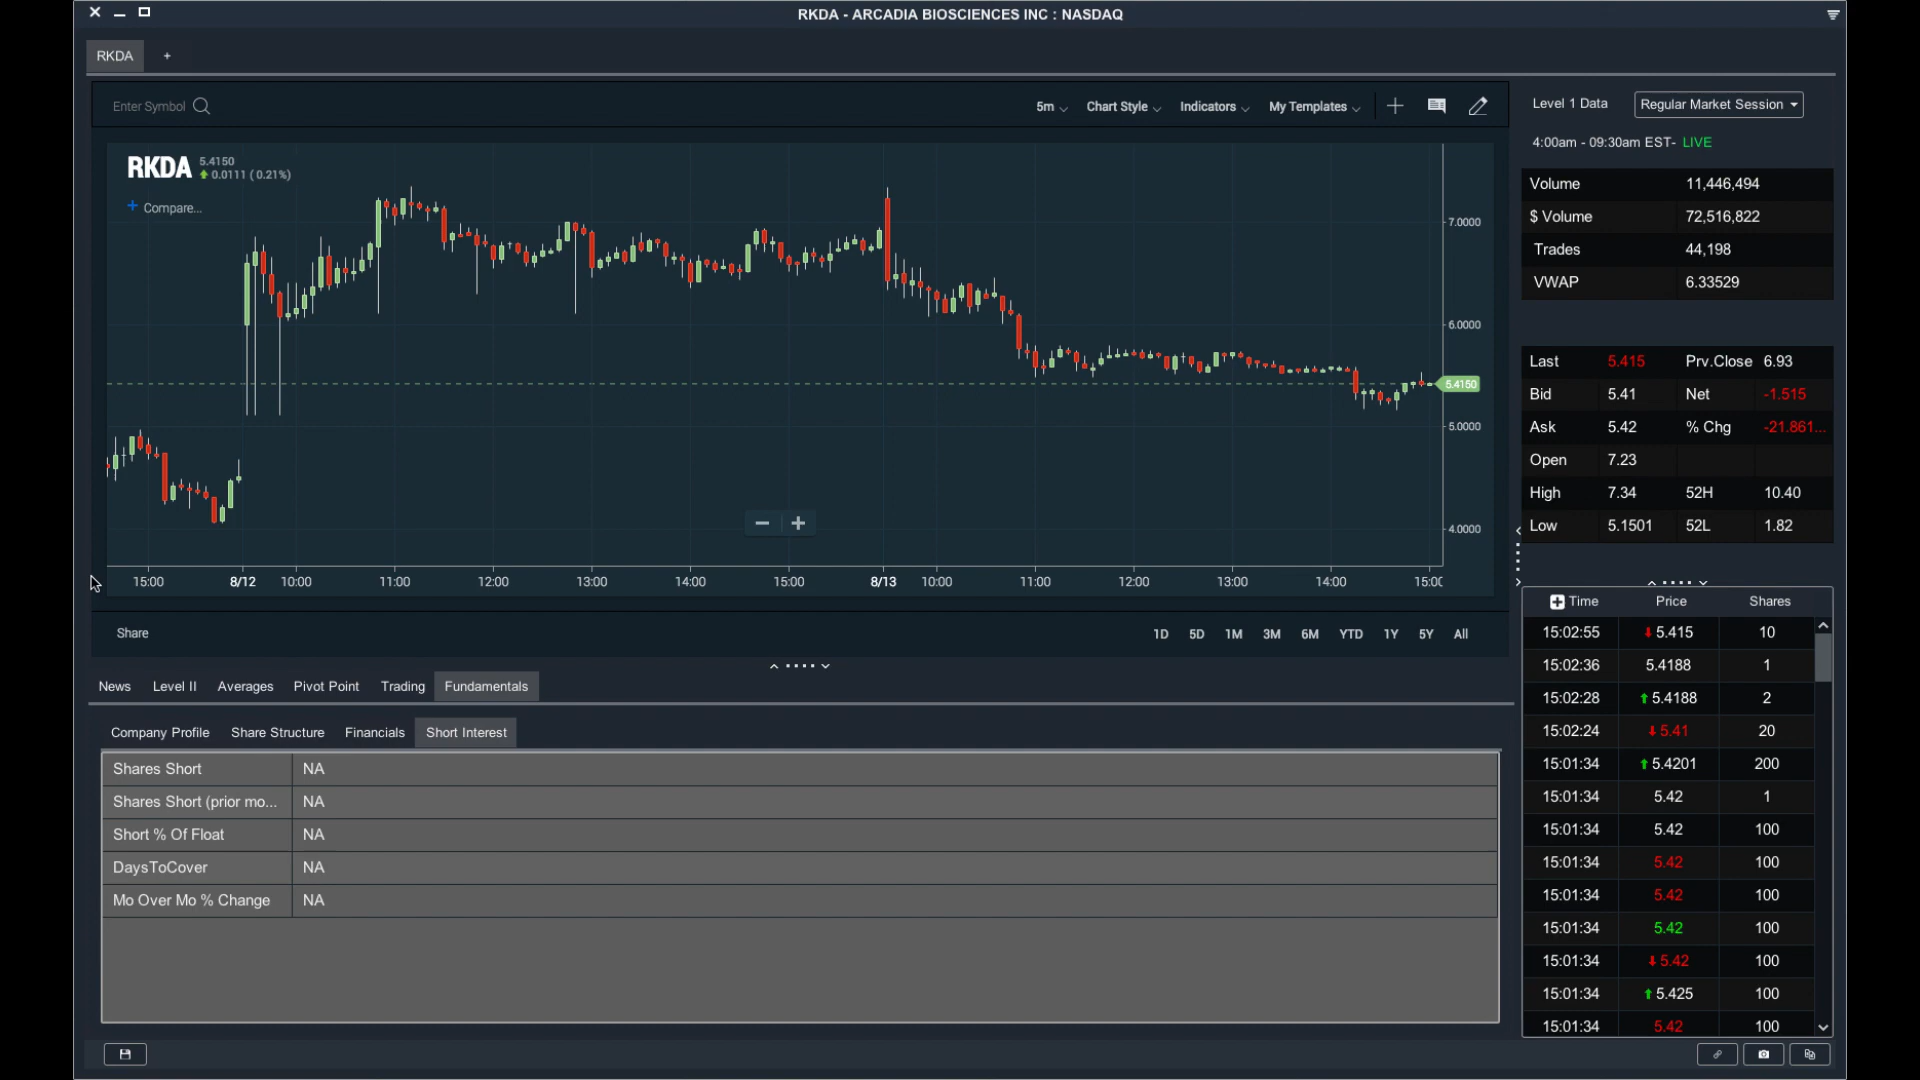 RKDA - ARCADIA BIOSCIENCES INC : NASDAQ
RKDA +
Enter Symbol
5m Chart Style Indicators My Templates
RKDA 5.4150
0.0111 (0.21%)
+ Compare...
7.0000
6.0000
5.4150
5.0000
4.0000
15:00 8/12 10:00 11:00 12:00 13:00 14:00 15:00 8/13 10:00 11:00 12:00 13:00 14:00 15:00
Share
1D 5D 1M 3M 6M YTD 1Y 5Y All
News Level II Averages Pivot Point Trading Fundamentals
Company Profile Share Structure Financials Short Interest
Shares Short NA
Shares Short (prior mo... NA
Short % Of Float NA
DaysToCover NA
Mo Over Mo % Change NA
Level 1 Data Regular Market Session
4:00am - 09:30am EST- LIVE
Volume 11,446,494
$ Volume 72,516,822
Trades 44,198
VWAP 6.33529
Last 5.415 Prv.Close 6.93
Bid 5.41 Net -1.515
Ask 5.42 % Chg -21.861...
Open 7.23
High 7.34 52H 10.40
Low 5.1501 52L 1.82
Time Price Shares
15:02:55 5.415 10
15:02:36 5.4188 1
15:02:28 5.4188 2
15:02:24 5.41 20
15:01:34 5.4201 200
15:01:34 5.42 1
15:01:34 5.42 100
15:01:34 5.42 100
15:01:34 5.42 100
15:01:34 5.42 100
15:01:34 5.42 100
15:01:34 5.425 100
15:01:34 5.42 100